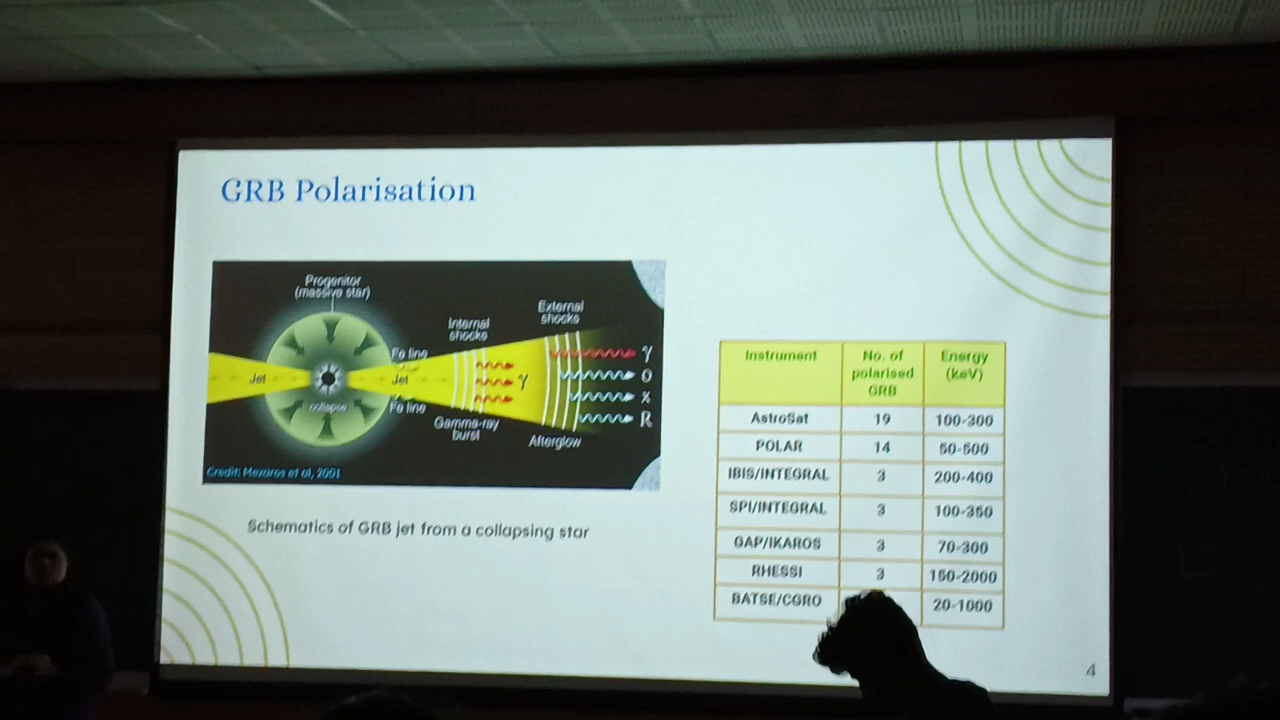 GRB Polarisation
Progenitor
(massive star)
External
shocks
Internal
shocks
Fe line
γ
Jet
Jet
γ
O
X
collapse
Fe line
R
Gamma-ray
burst
Afterglow
Credit: Mezaros et al, 2001
Schematics of GRB jet from a collapsing star
Instrument No. of polarised GRB Energy (keV)
AstroSat 19 100-300
POLAR 14 50-500
IBIS/INTEGRAL 3 200-400
SPI/INTEGRAL 3 100-350
GAP/IKAROS 3 70-300
RHESSI 3 150-2000
BATSE/CGRO 20-1000
4